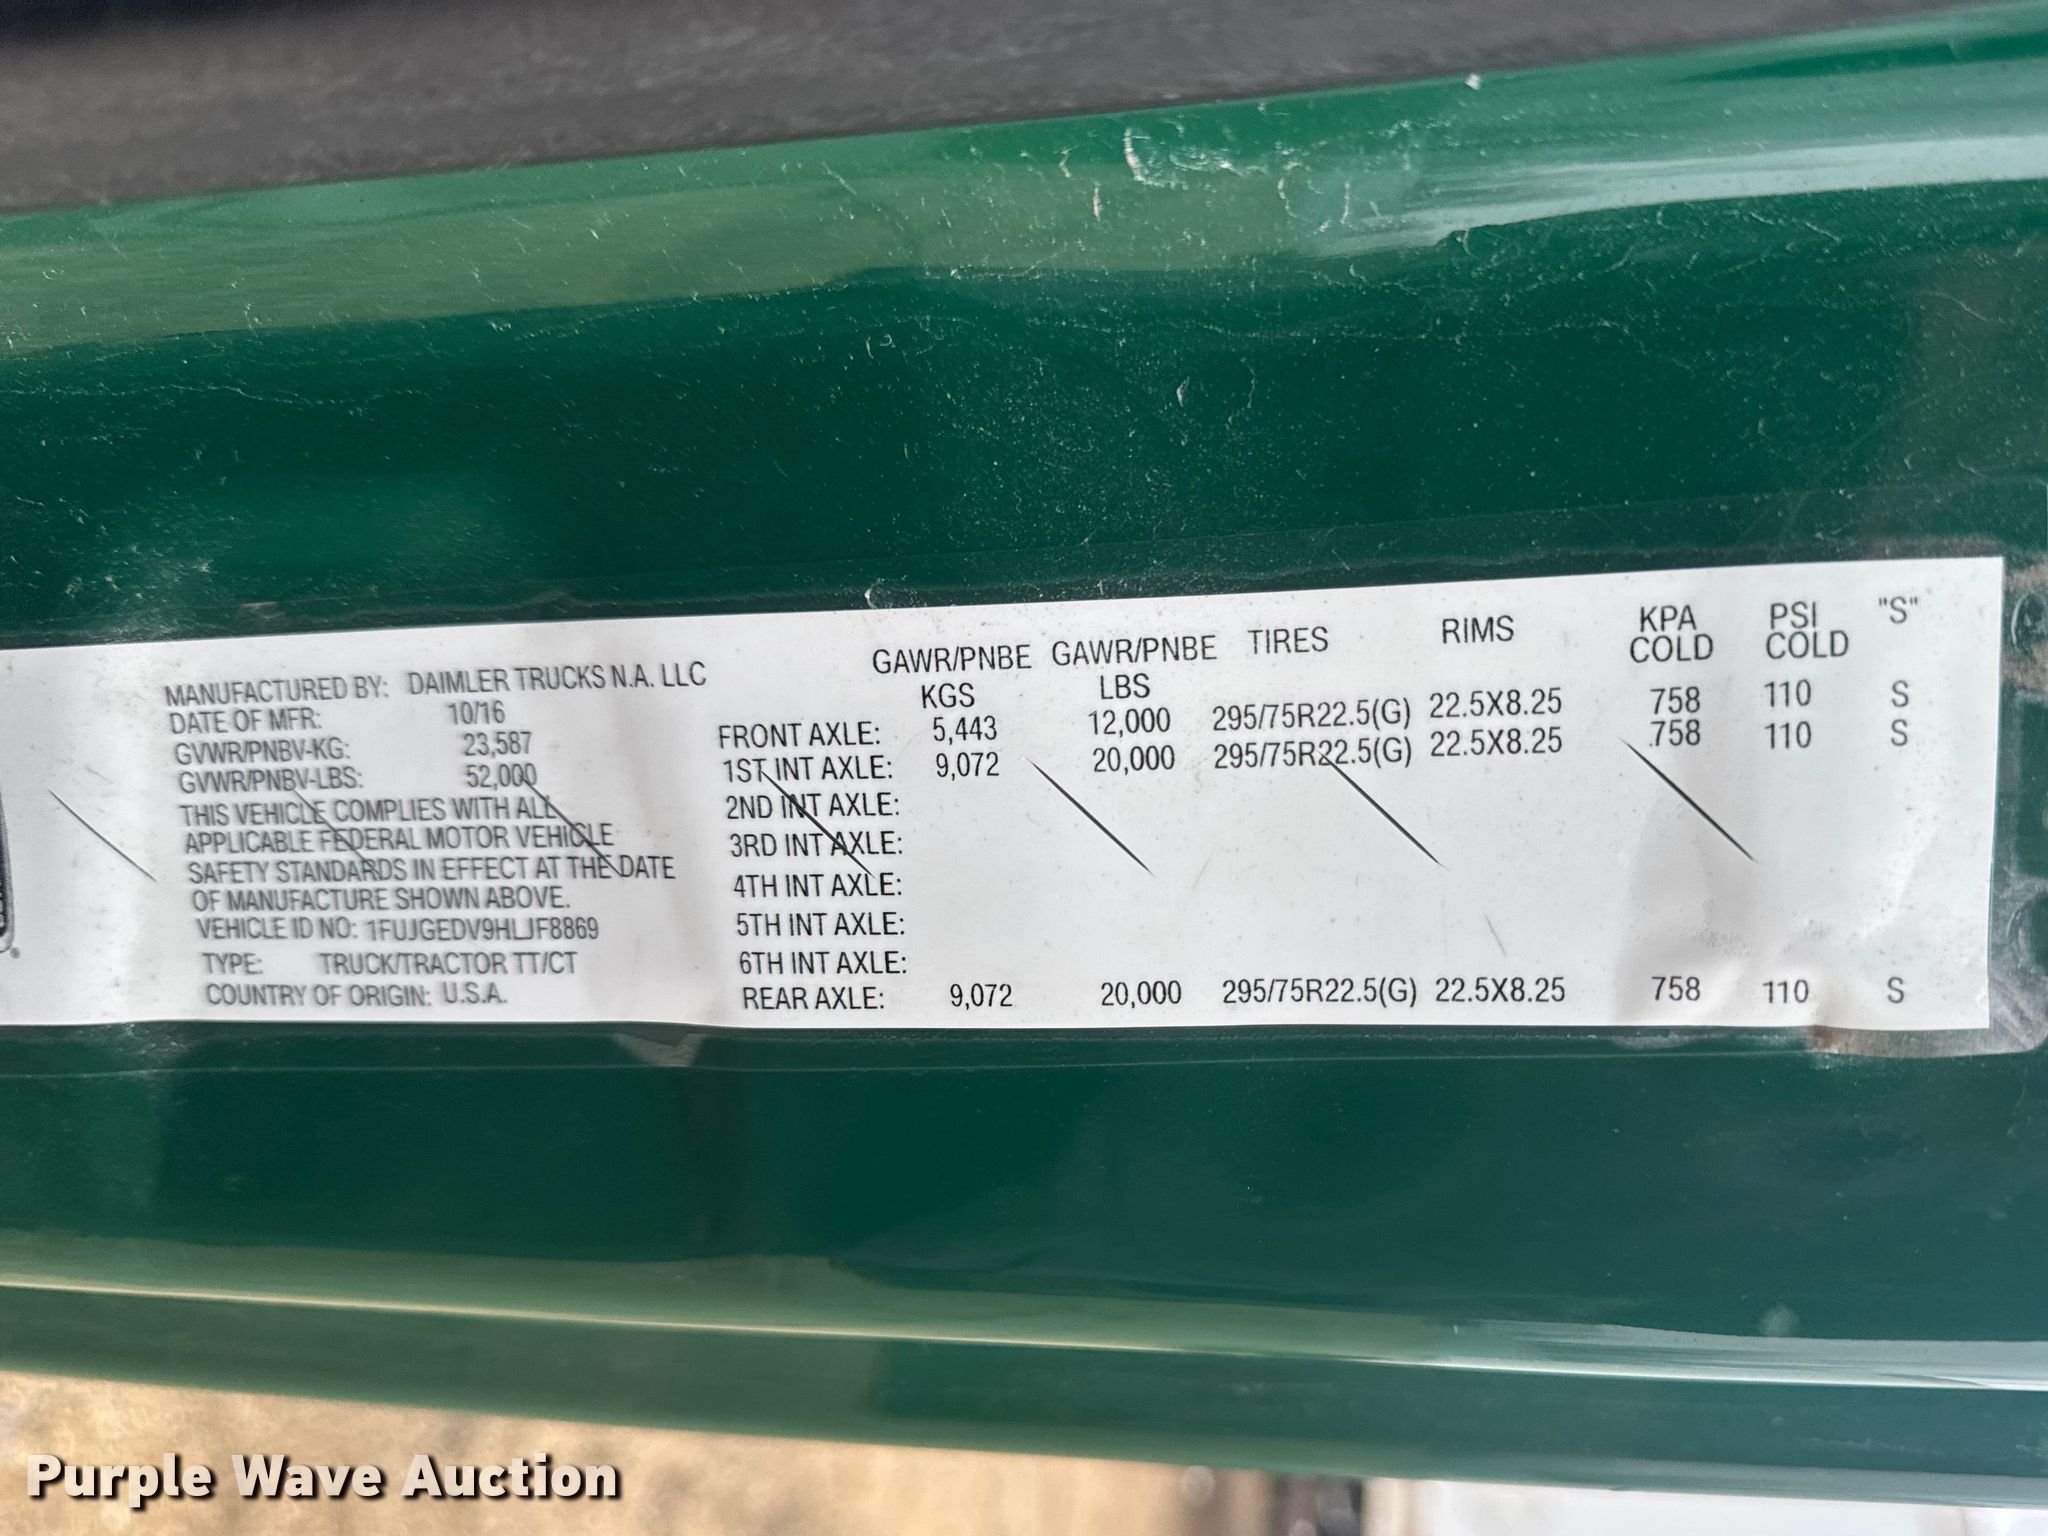 MANUFACTURED BY: DAIMLER TRUCKS N.A. LLC
DATE OF MFR: 10/16
GVWR/PNBV-KG: 23,587
GVWR/PNBV-LBS: 52,000
THIS VEHICLE COMPLIES WITH ALL
APPLICABLE FEDERAL MOTOR VEHICLE
SAFETY STANDARDS IN EFFECT AT THE DATE
OF MANUFACTURE SHOWN ABOVE.
VEHICLE ID NO: 1FUJGEDV9HLJF8869
TYPE: TRUCK/TRACTOR TT/CT
COUNTRY OF ORIGIN: U.S.A.
GAWR/PNBE GAWR/PNBE TIRES RIMS KPA PSI "S"
KGS LBS COLD COLD
FRONT AXLE: 5,443 12,000 295/75R22.5(G) 22.5X8.25 758 110 S
1ST INT AXLE: 9,072 20,000 295/75R22.5(G) 22.5X8.25 758 110 S
2ND INT AXLE:
3RD INT AXLE:
4TH INT AXLE:
5TH INT AXLE:
6TH INT AXLE:
REAR AXLE: 9,072 20,000 295/75R22.5(G) 22.5X8.25 758 110 S
Purple Wave Auction